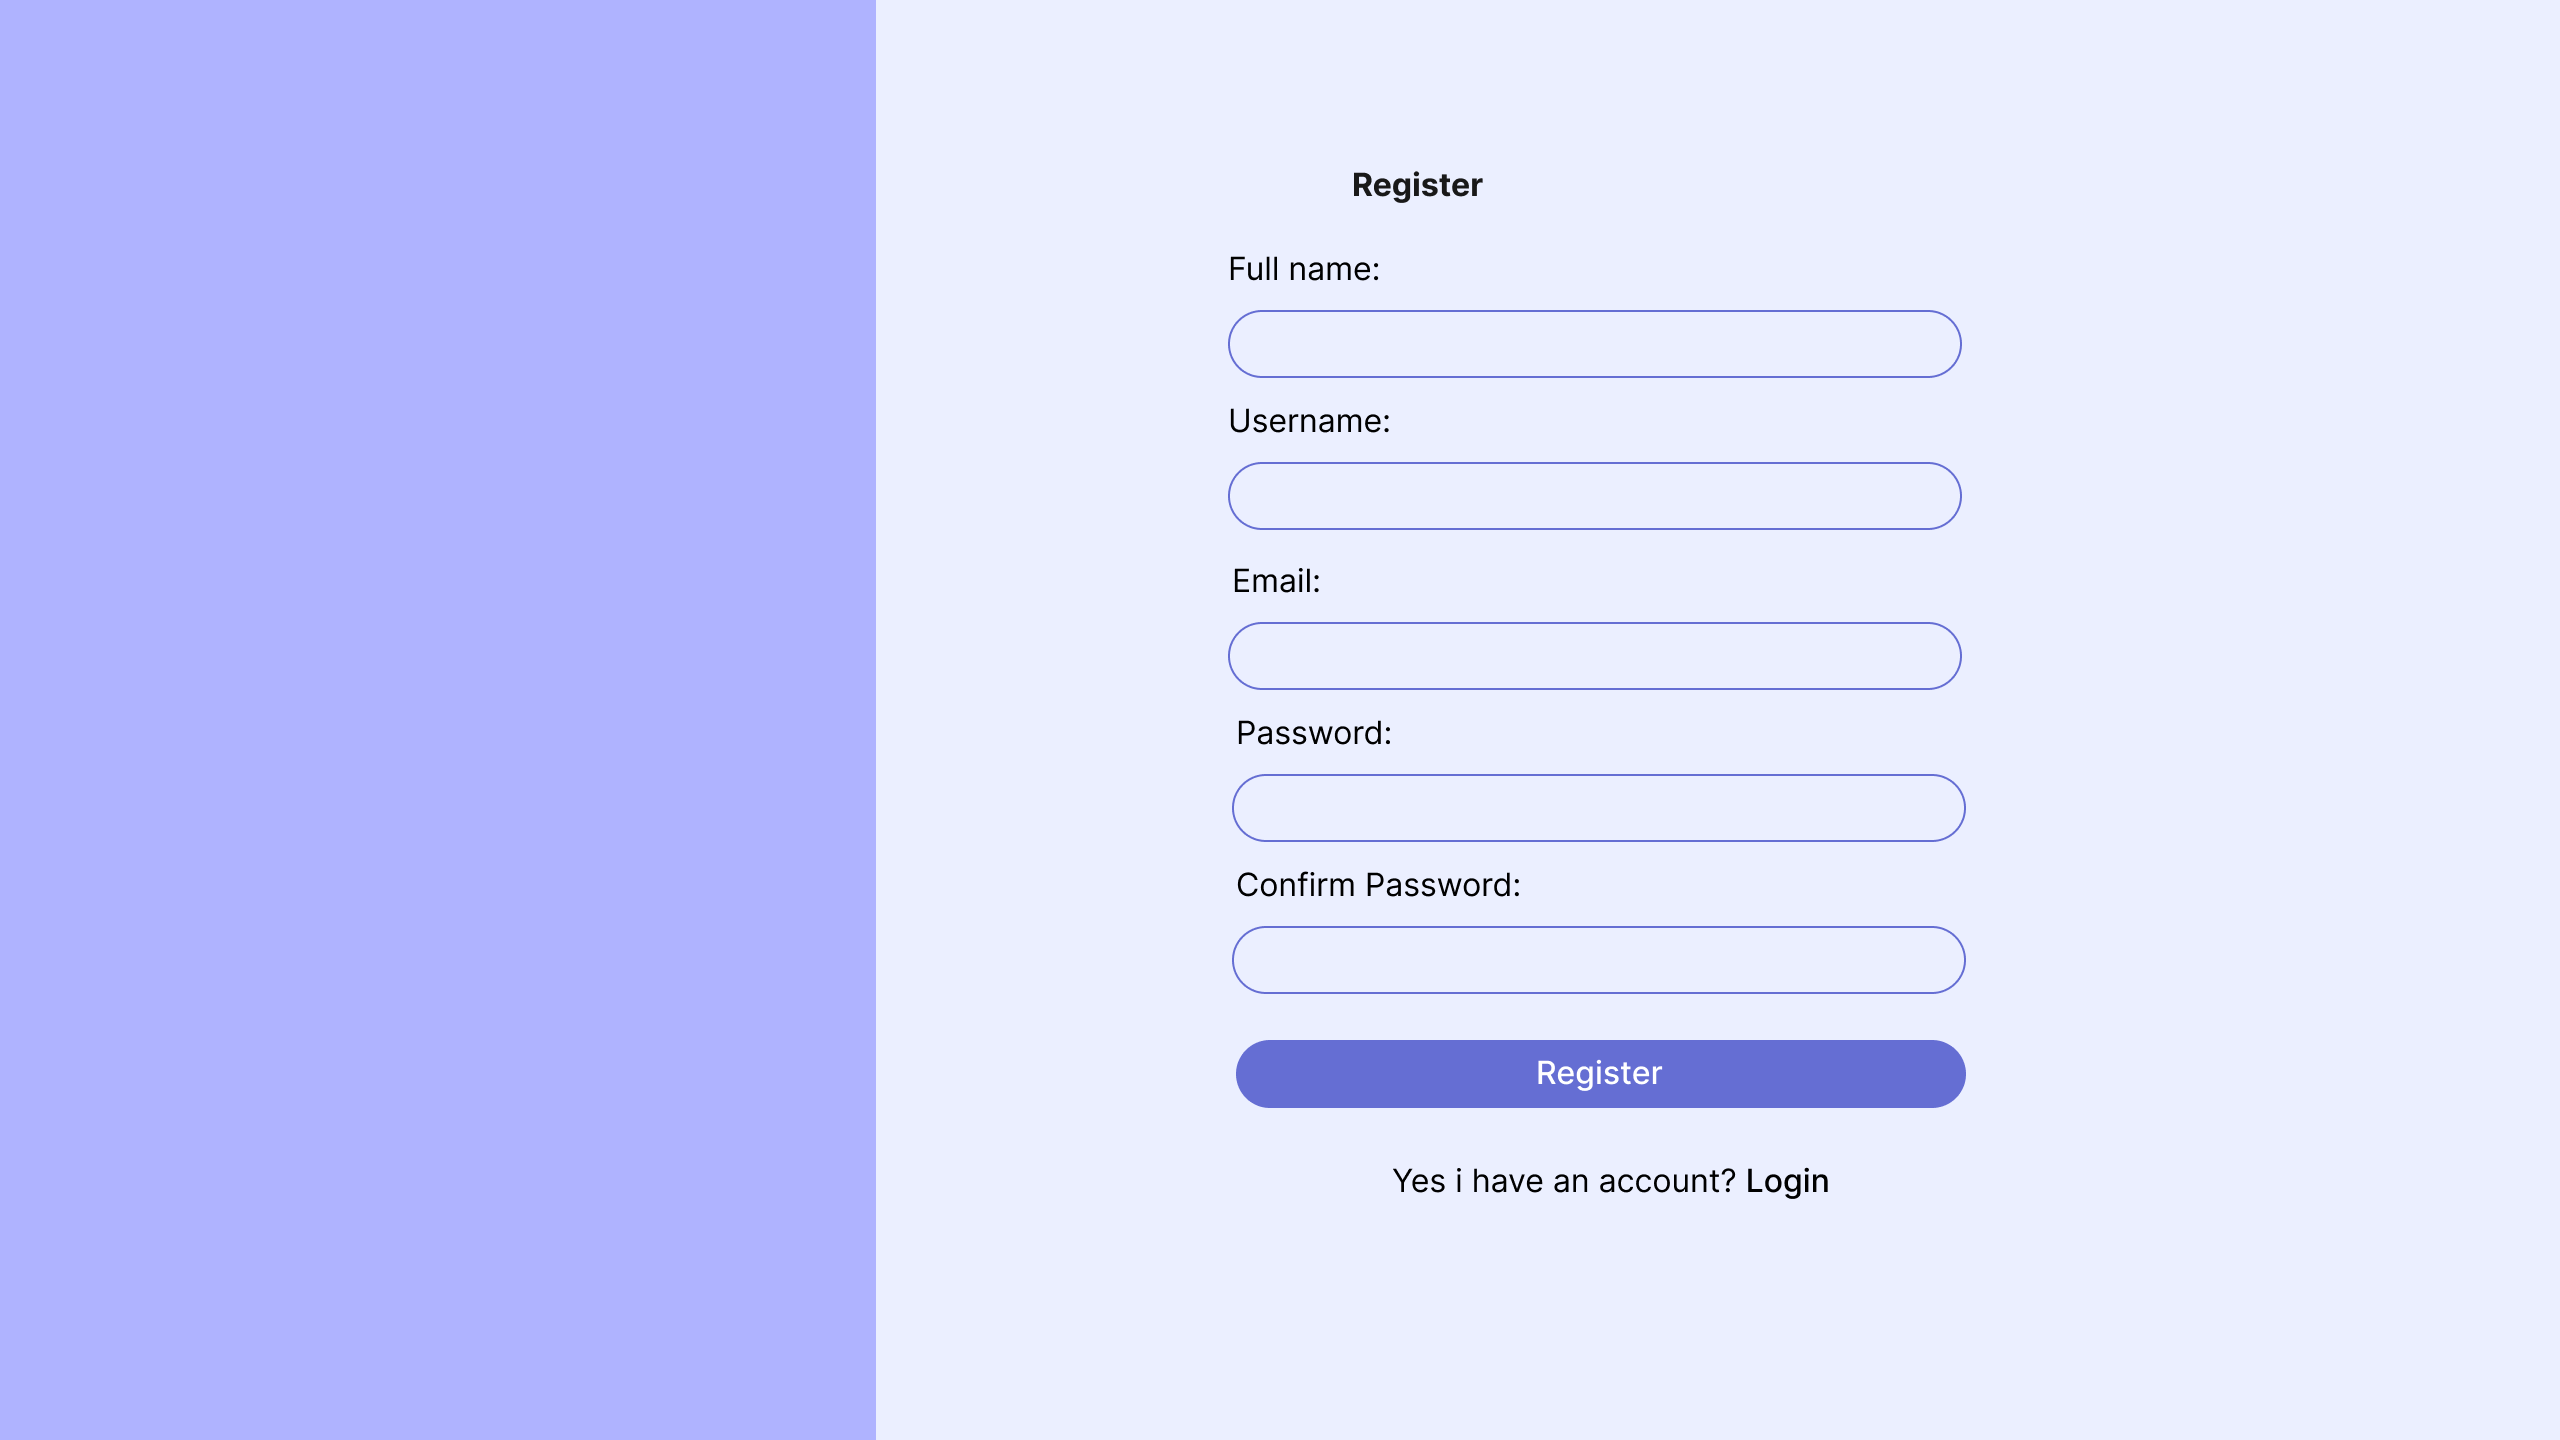 Register
Full name:
Username:
Email:
Password:
Confirm Password:
Register
Yes i have an account? Login